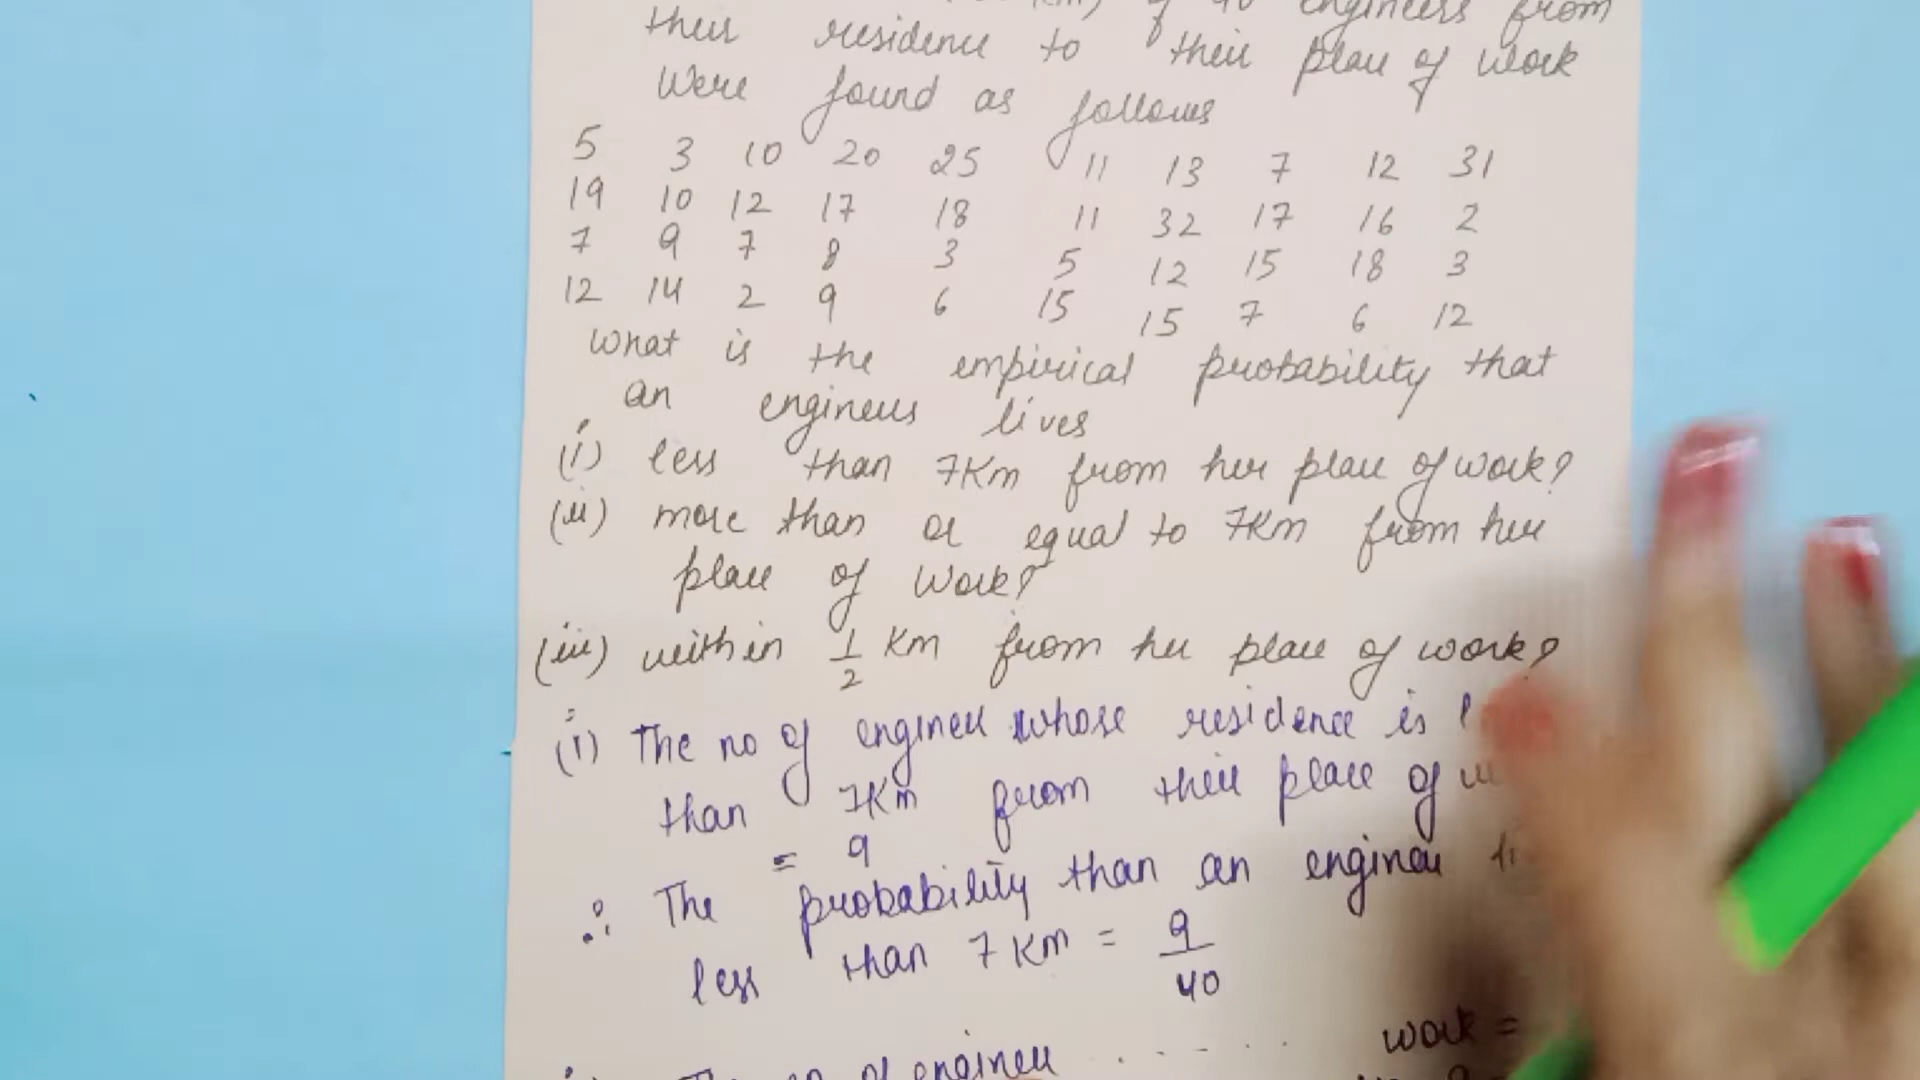 engineers from
their residence to their place of work
were found as follows
5 3 10 20 25 11 13 7 12 31
19 10 12 17 18 11 32 17 16 2
7 9 7 8 3 5 12 15 18 3
12 14 2 9 6 15 15 7 6 12
what is the empirical probability that
an engineers lives
(i) less than 7Km from her place of work?
(ii) more than or equal to 7Km from her
place of work?
(iii) within 1/2 Km from her place of work?
(i) The no of engineer whose residence is
than 7Km from their place of
= 9
∴ The probability than an engineer
less than 7 Km = 9/40
of engineer ...... work =